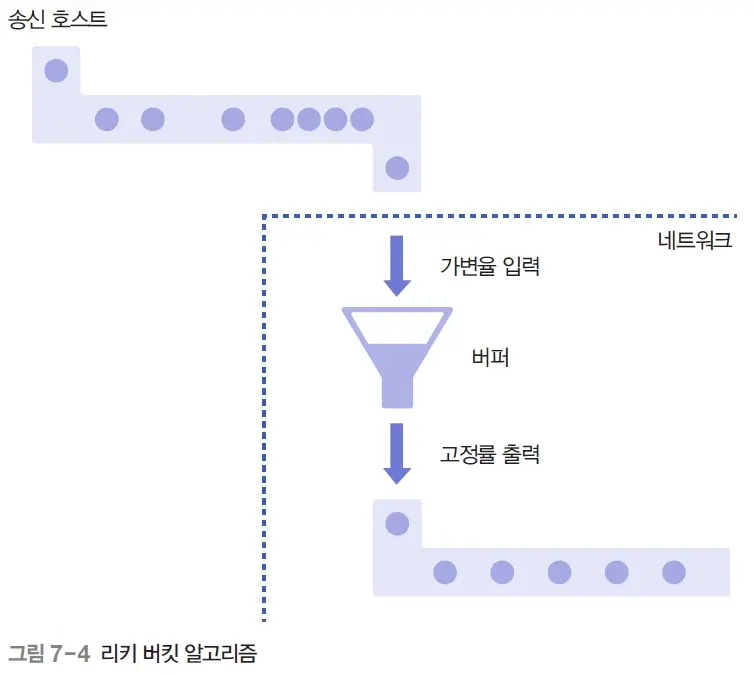 송신 호스트
네트워크
가변율 입력
버퍼
고정률 출력
그림 7-4 리키 버킷 알고리즘